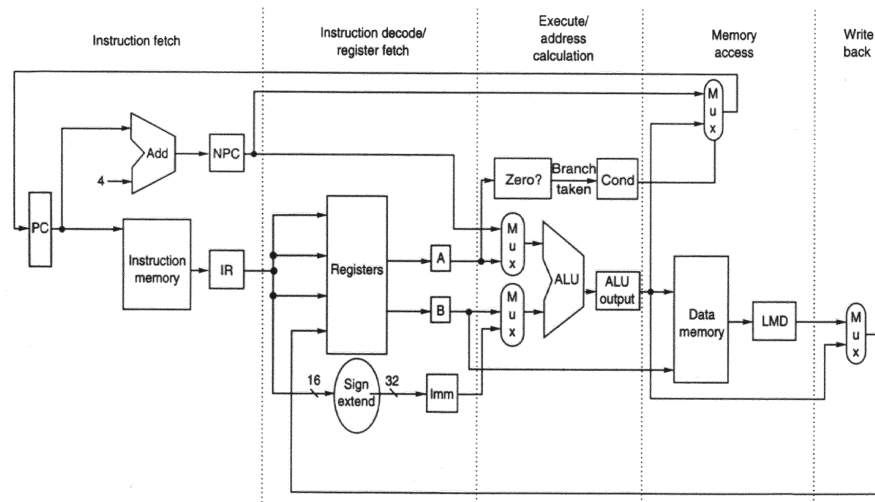 Instruction fetch
Instruction decode/
register fetch
Execute/
address
calculation
Memory
access
Write
back
M
u
x
Add
NPC
4
Zero?
Branch
taken
Cond
PC
Instruction
memory
IR
Registers
A
B
M
u
x
M
u
x
ALU
ALU
output
Data
memory
LMD
M
u
x
16
Sign
extend
32
Imm